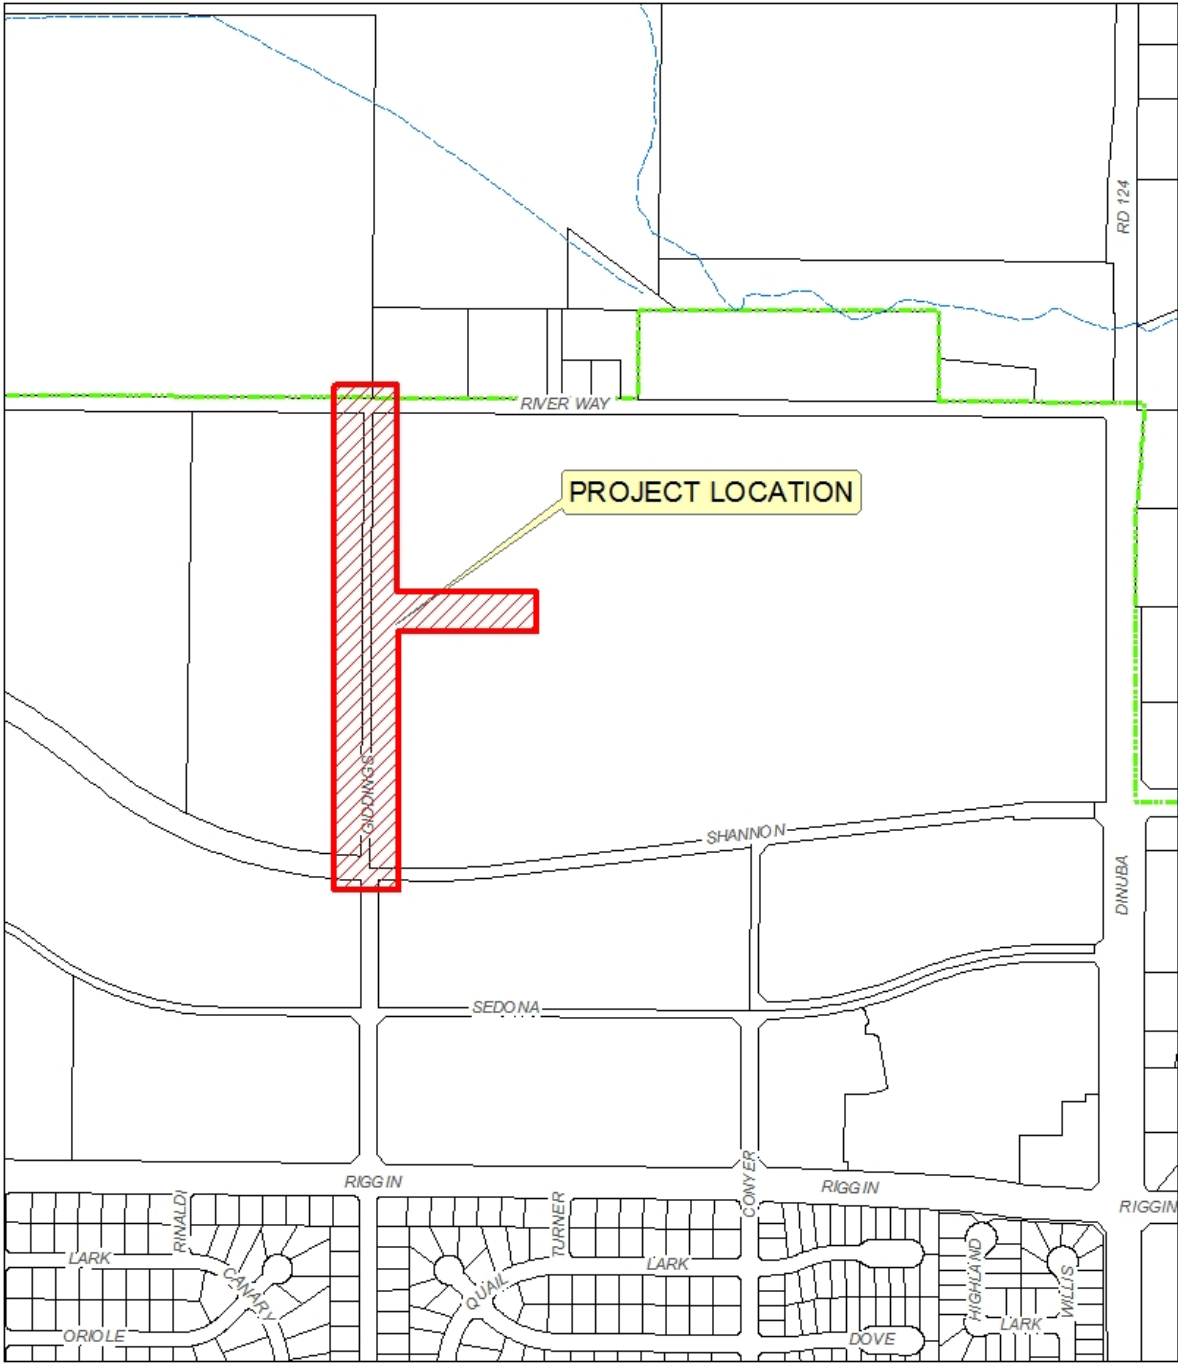 RD 124
RIVER WAY
PROJECT LOCATION
GIDDINGS
SHANNON
DINUBA
SEDONA
CONYER
RIGGIN
RIGGIN
RIGGIN
RINALDI
TURNER
LARK
LARK
CANARY
QUAIL
HIGHLAND
WILLIS
ORIOLE
DOVE
LARK